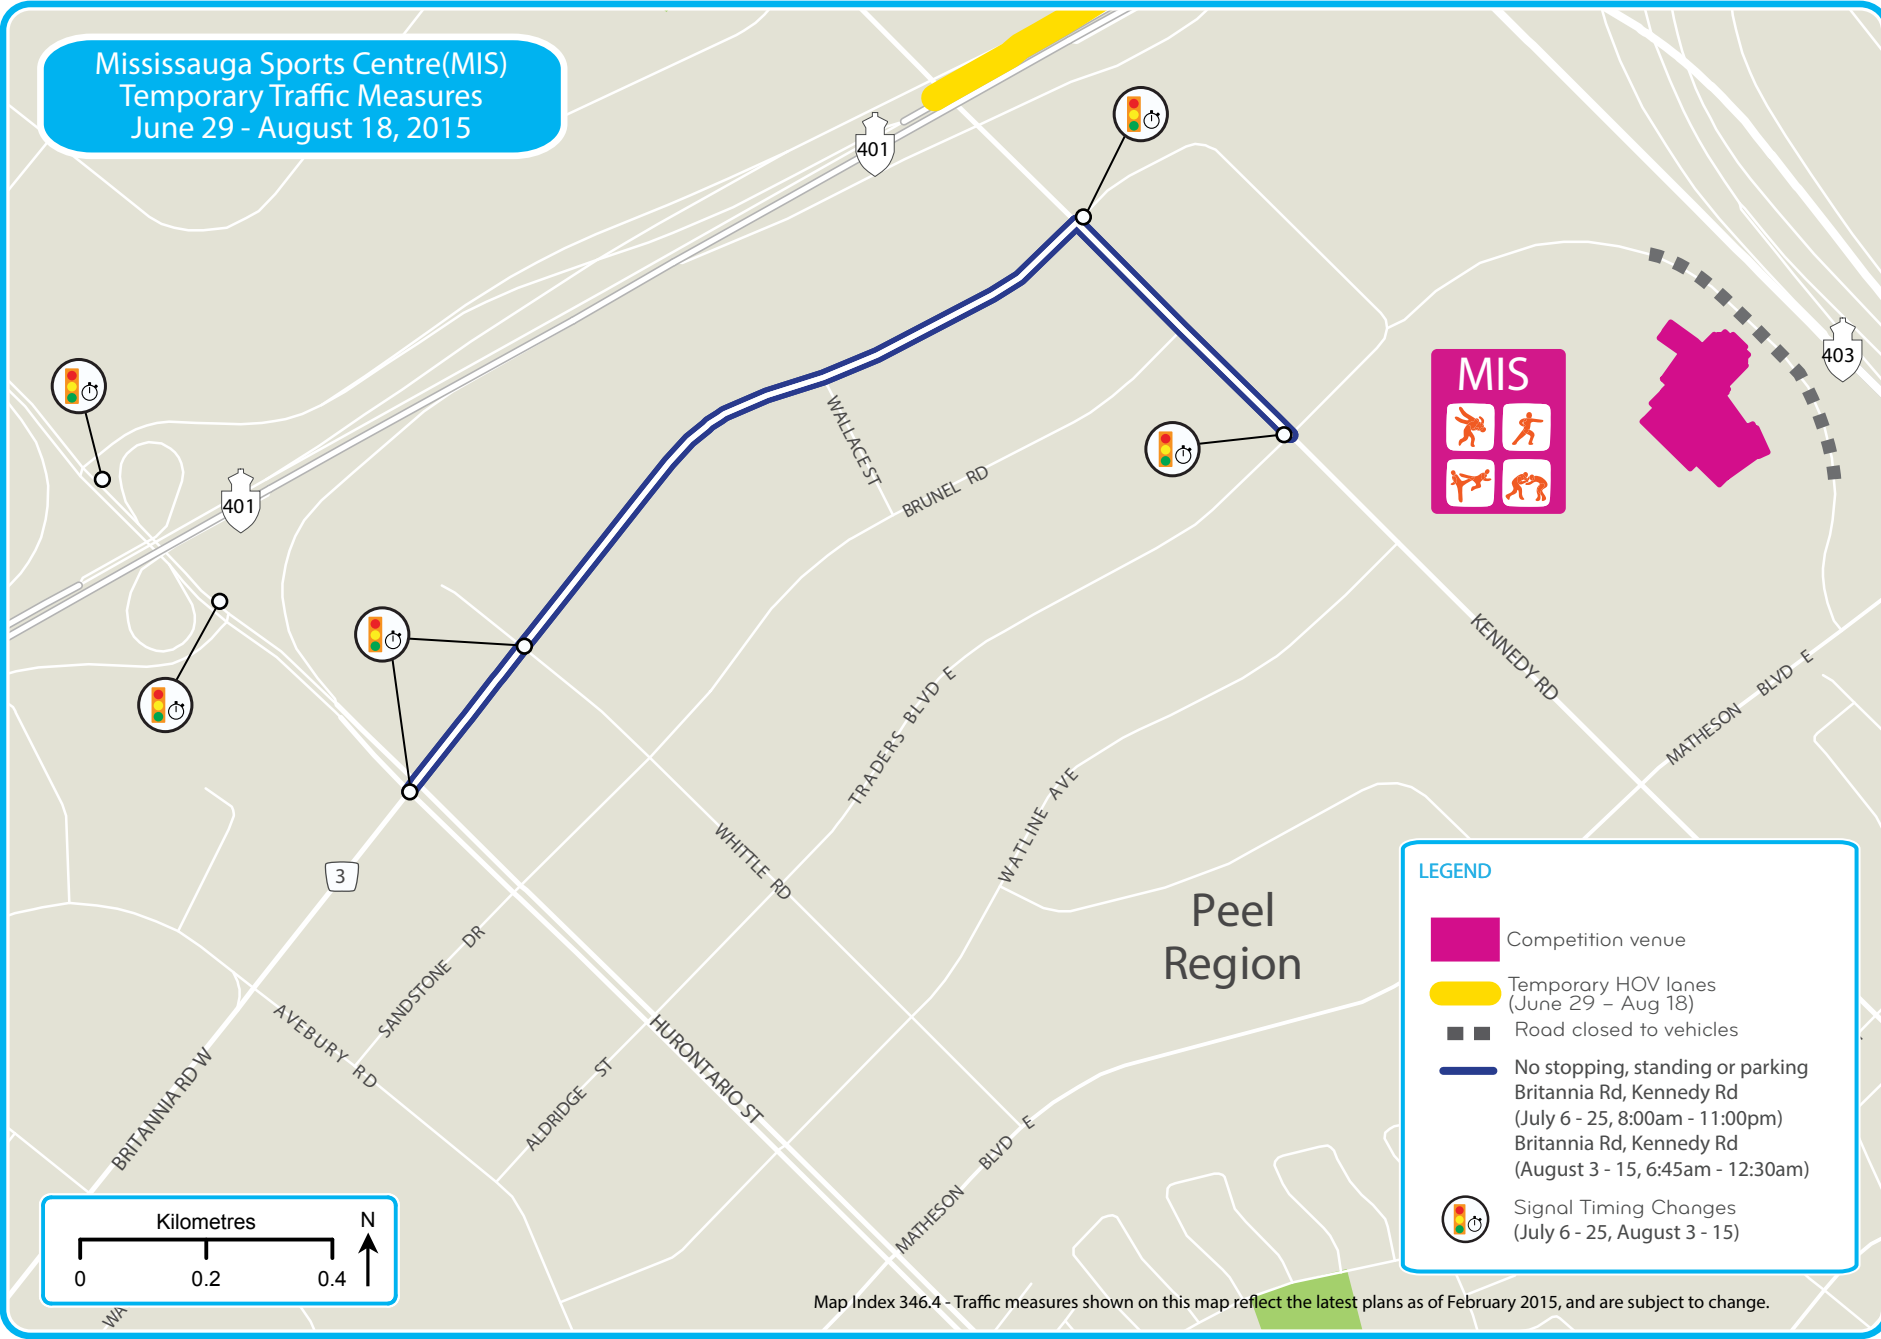 Mississauga Sports Centre(MIS)
Temporary Traffic Measures
June 29 - August 18, 2015
401
403
401
MIS
WALLACE ST
BRUNEL RD
KENNEDY RD
MATHESON BLVD E
TRADERS BLVD E
WATLINE AVE
WHITTLE RD
3
SANDSTONE DR
AVEBURY RD
HURONTARIO ST
ALDRIDGE ST
BRITANNIA RD W
MATHESON BLVD E
WA
Peel
Region
LEGEND
Competition venue
Temporary HOV lanes
(June 29 – Aug 18)
Road closed to vehicles
No stopping, standing or parking
Britannia Rd, Kennedy Rd
(July 6 - 25, 8:00am - 11:00pm)
Britannia Rd, Kennedy Rd
(August 3 - 15, 6:45am - 12:30am)
Signal Timing Changes
(July 6 - 25, August 3 - 15)
Kilometres
N
0 0.2 0.4
Map Index 346.4 - Traffic measures shown on this map reflect the latest plans as of February 2015, and are subject to change.